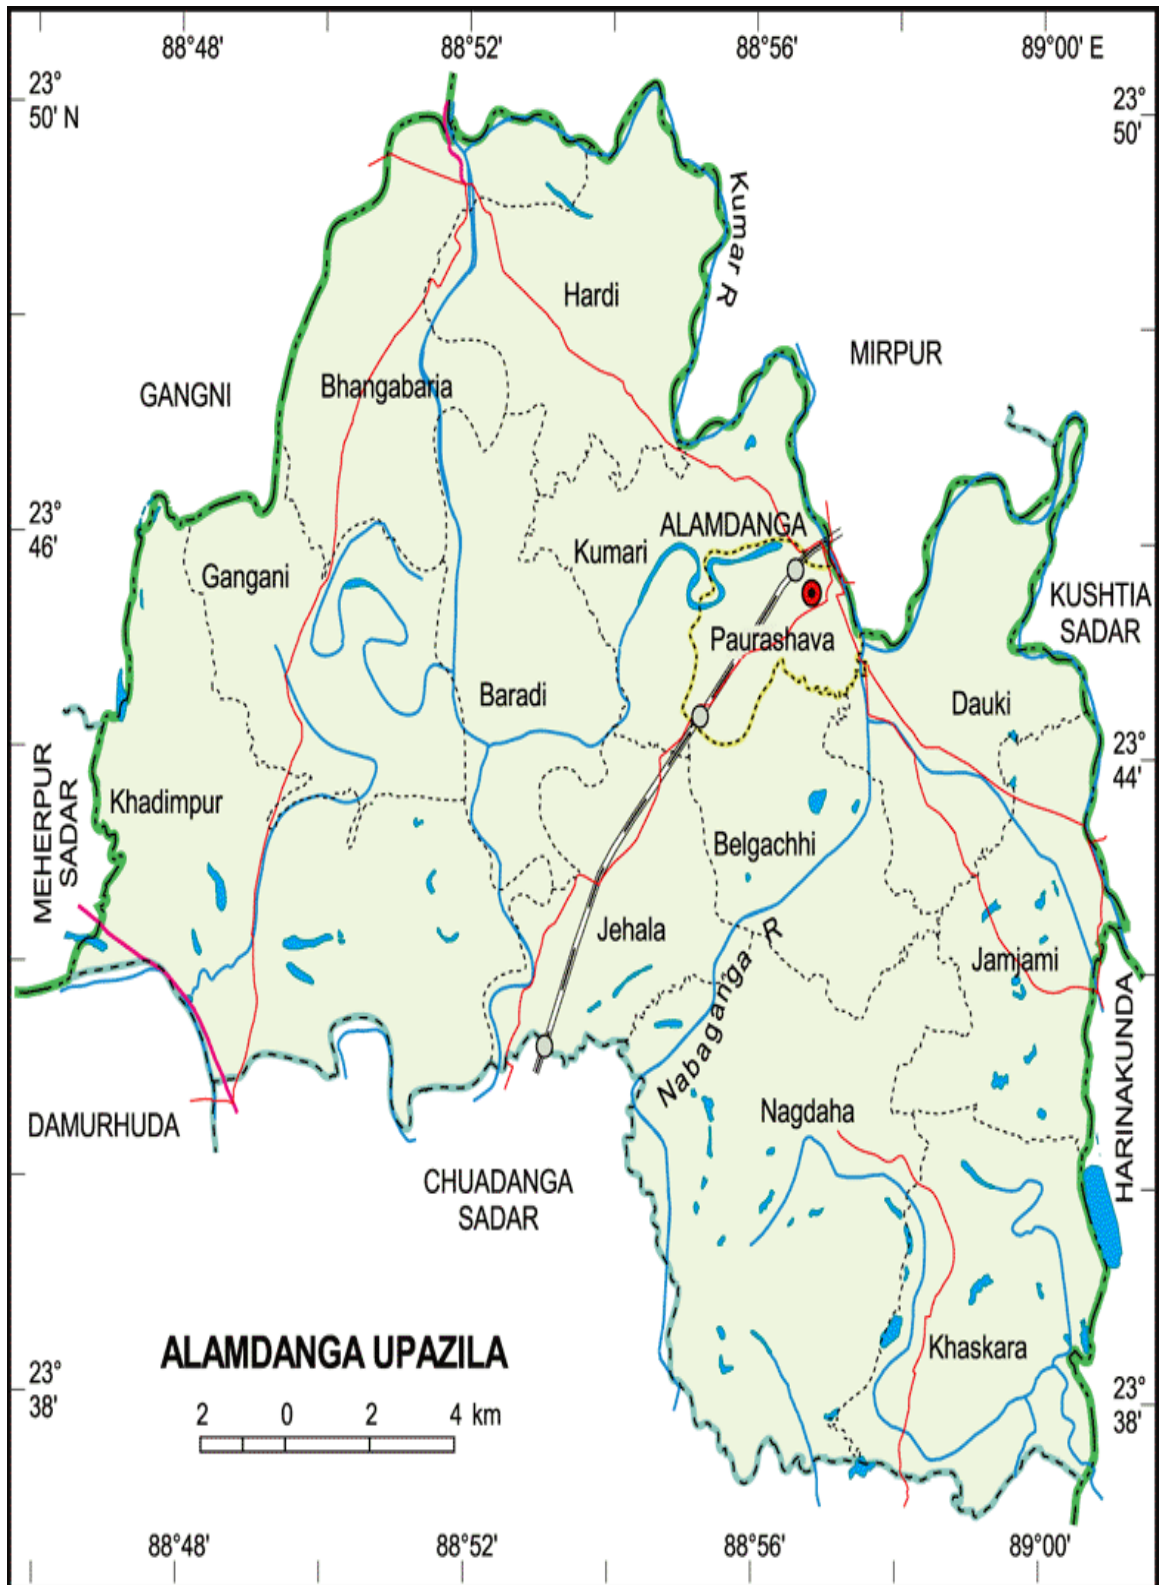 88°48'
88°52'
88°56'
89°00' E
23°
50' N
23°
50'
Kumar R
Hardi
MIRPUR
GANGNI
Bhangabaria
23°
46'
ALAMDANGA
Kumari
Gangani
KUSHTIA
SADAR
Paurashava
Baradi
Dauki
23°
44'
MEHERPUR
SADAR
Khadimpur
Belgachhi
Jehala
Nabaganga R
Jamjami
HARINAKUNDA
Nagdaha
DAMURHUDA
CHUADANGA
SADAR
Khaskara
ALAMDANGA UPAZILA
23°
38'
23°
38'
2 0 2 4 km
88°48'
88°52'
88°56'
89°00'